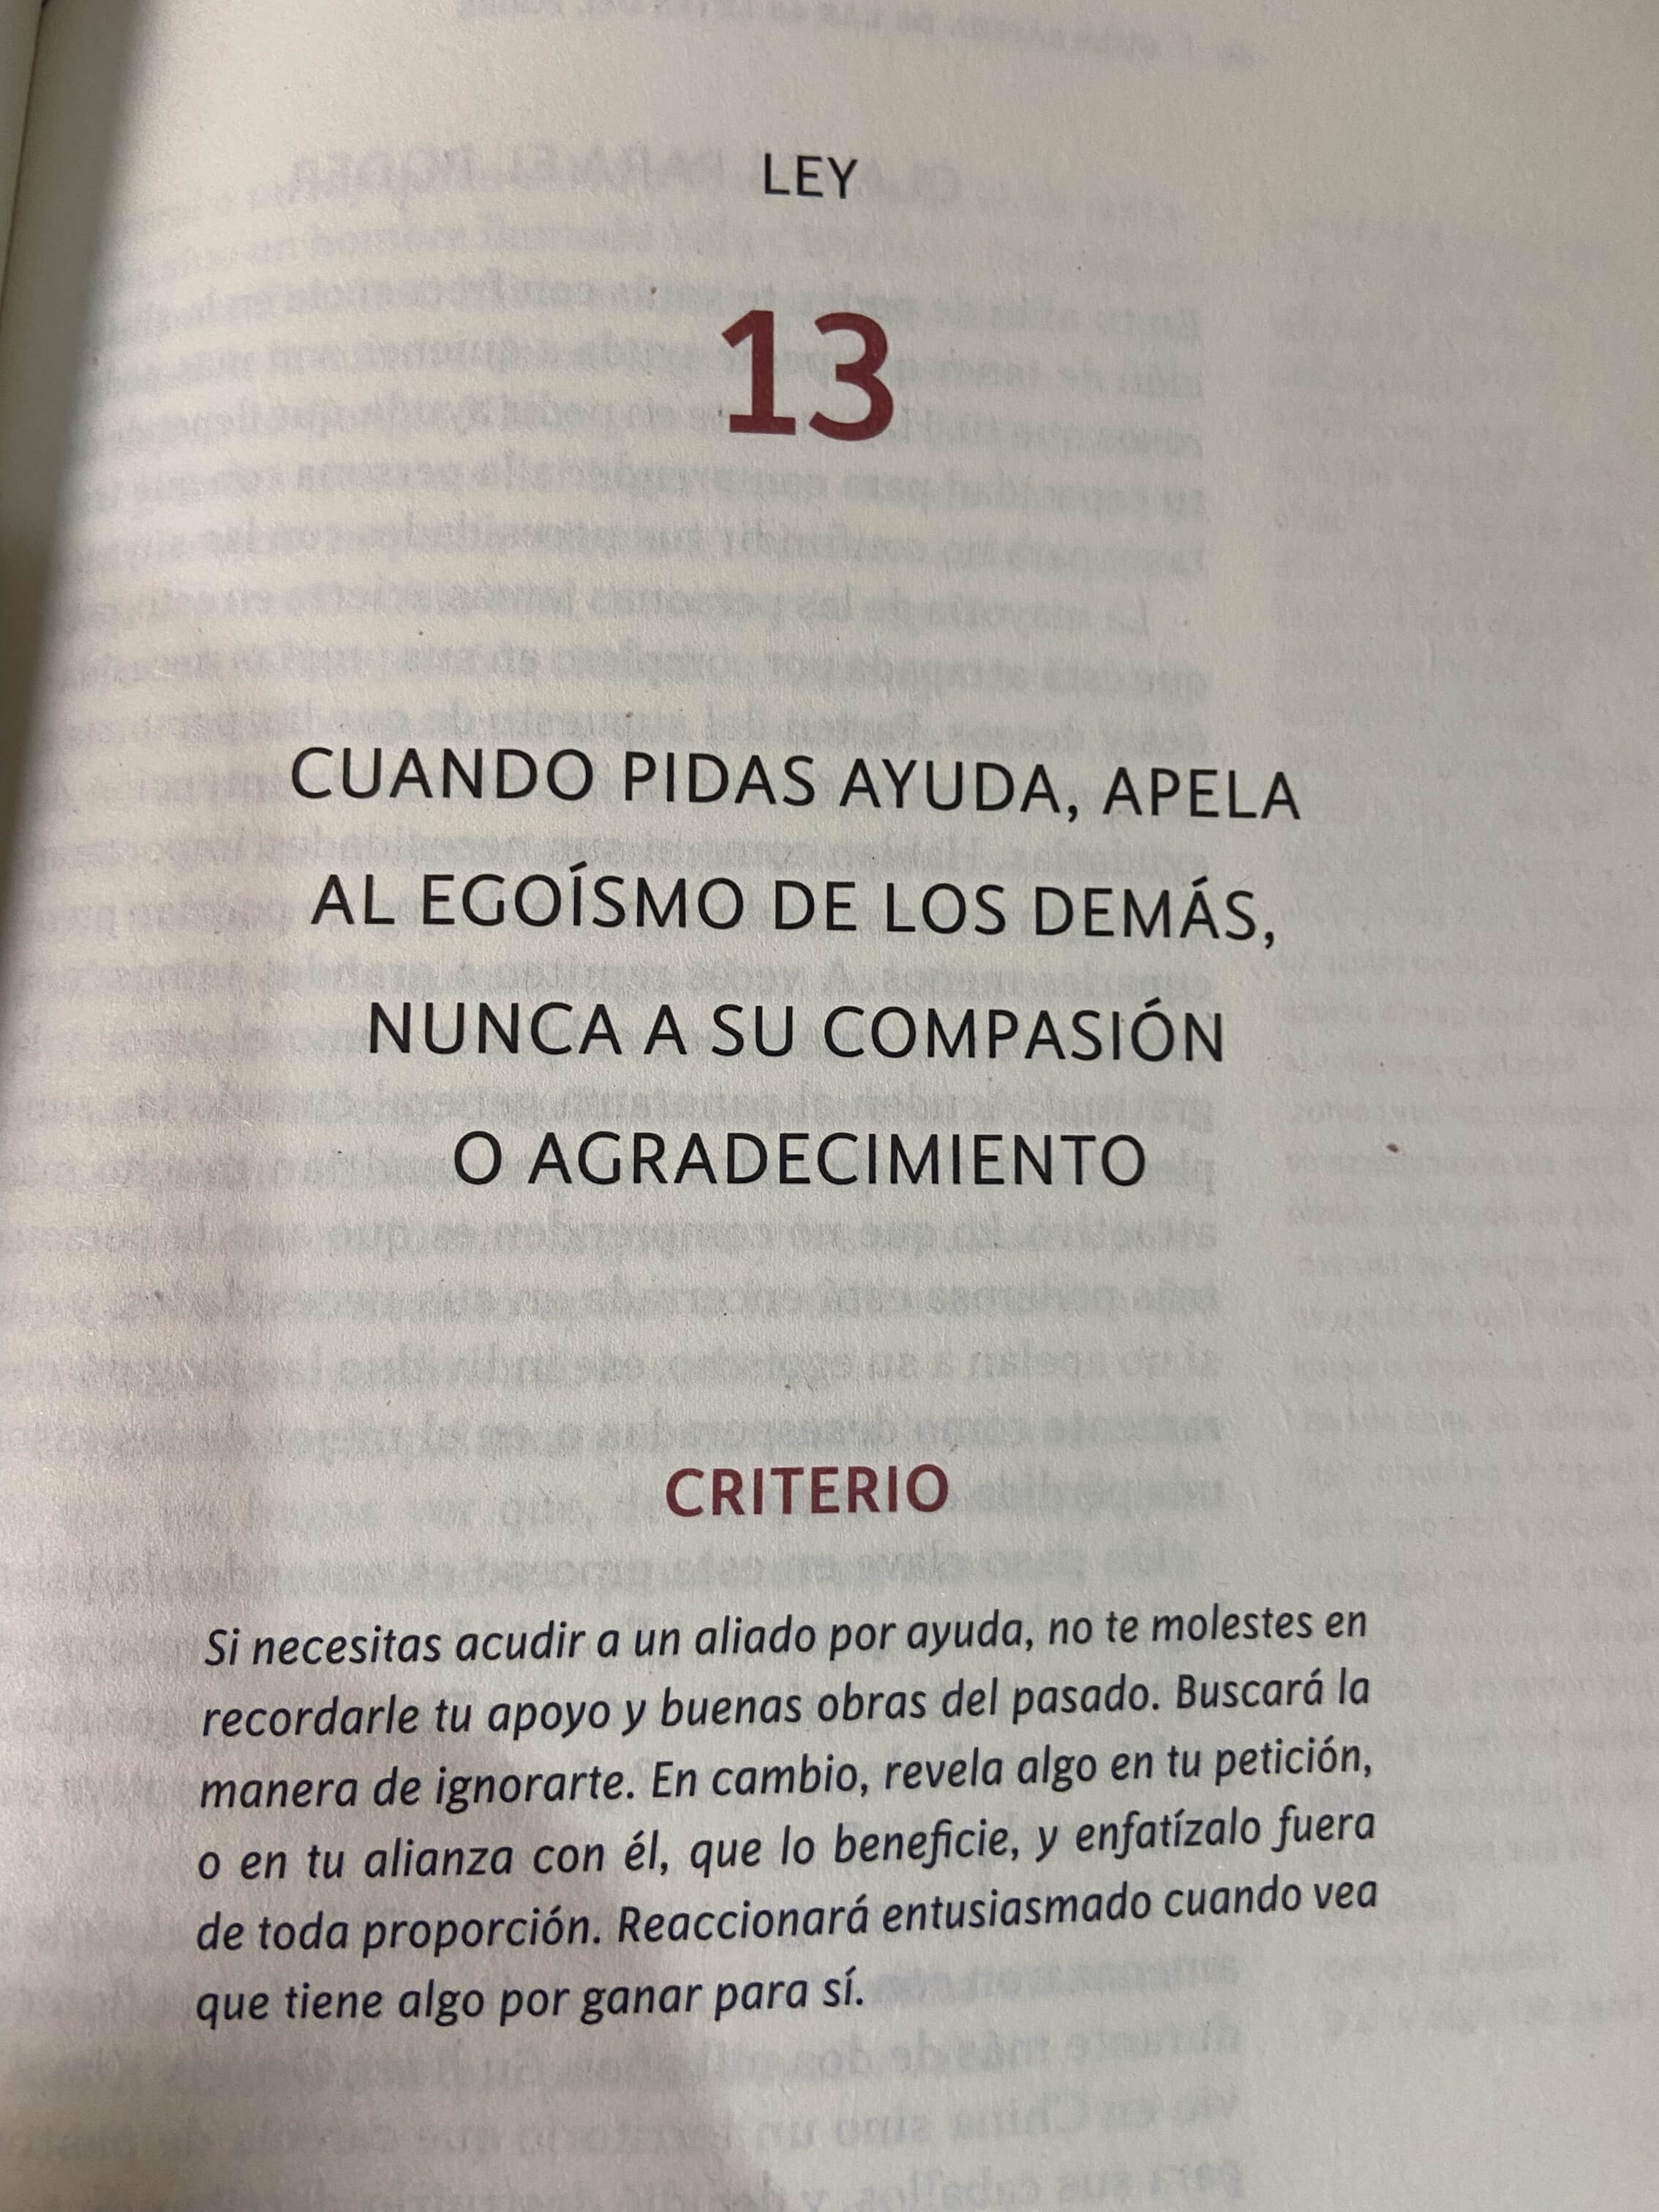 LEY
13
CUANDO PIDAS AYUDA, APELA
AL EGOÍSMO DE LOS DEMÁS,
NUNCA A SU COMPASIÓN
O AGRADECIMIENTO
CRITERIO
Si necesitas acudir a un aliado por ayuda, no te molestes en
recordarle tu apoyo y buenas obras del pasado. Buscará la
manera de ignorarte. En cambio, revela algo en tu petición,
o en tu alianza con él, que lo beneficie, y enfatízalo fuera
de toda proporción. Reaccionará entusiasmado cuando vea
que tiene algo por ganar para sí.